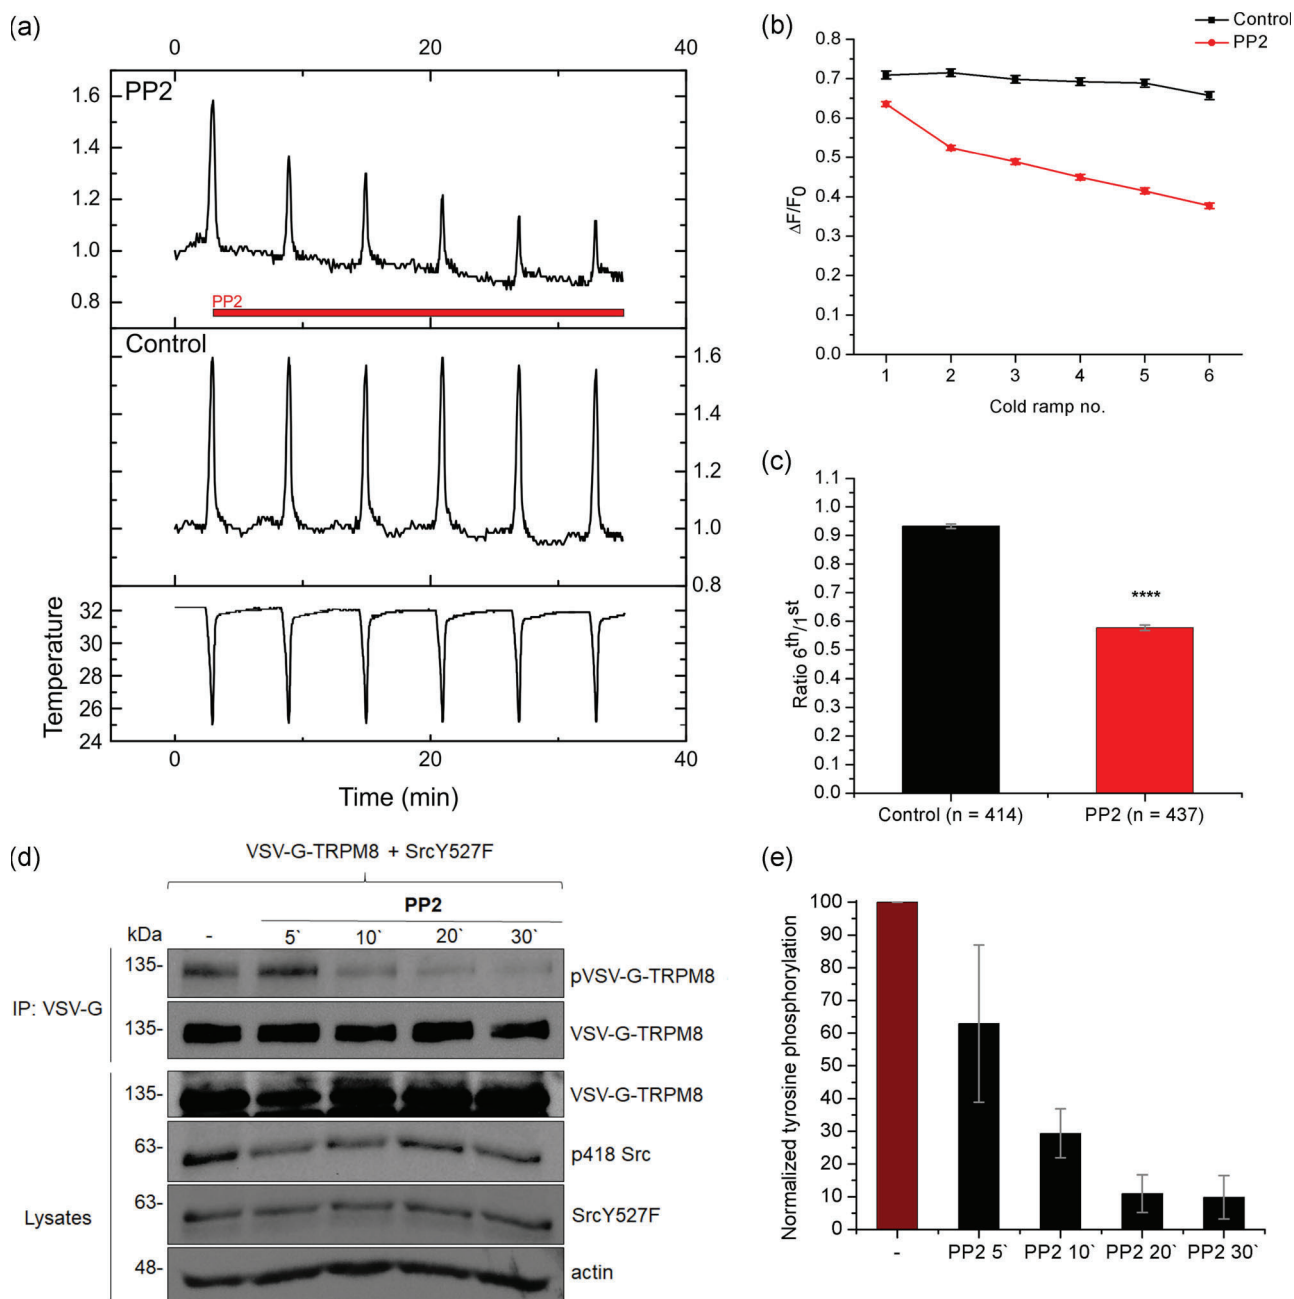 (a)
0 20 40
PP2
1.6
1.4
1.2
1.0
0.8
PP2
Control
1.6
1.4
1.2
1.0
0.8
Temperature
32
30
28
26
24
0 20 40
Time (min)
(b)
Control
PP2
ΔF/F0
0.8
0.7
0.6
0.5
0.4
0.3
0.2
0.1
0.0
1 2 3 4 5 6
Cold ramp no.
(c)
Ratio 6th/1st
1.1
1.0
0.9
0.8
0.7
0.6
0.5
0.4
0.3
0.2
0.1
0.0
****
Control (n = 414) PP2 (n = 437)
(d)
VSV-G-TRPM8 + SrcY527F
PP2
kDa - 5` 10` 20` 30`
IP: VSV-G
135- pVSV-G-TRPM8
135- VSV-G-TRPM8
Lysates
135- VSV-G-TRPM8
63- p418 Src
63- SrcY527F
48- actin
(e)
Normalized tyrosine phosphorylation
100
90
80
70
60
50
40
30
20
10
0
- PP2 5` PP2 10` PP2 20` PP2 30`